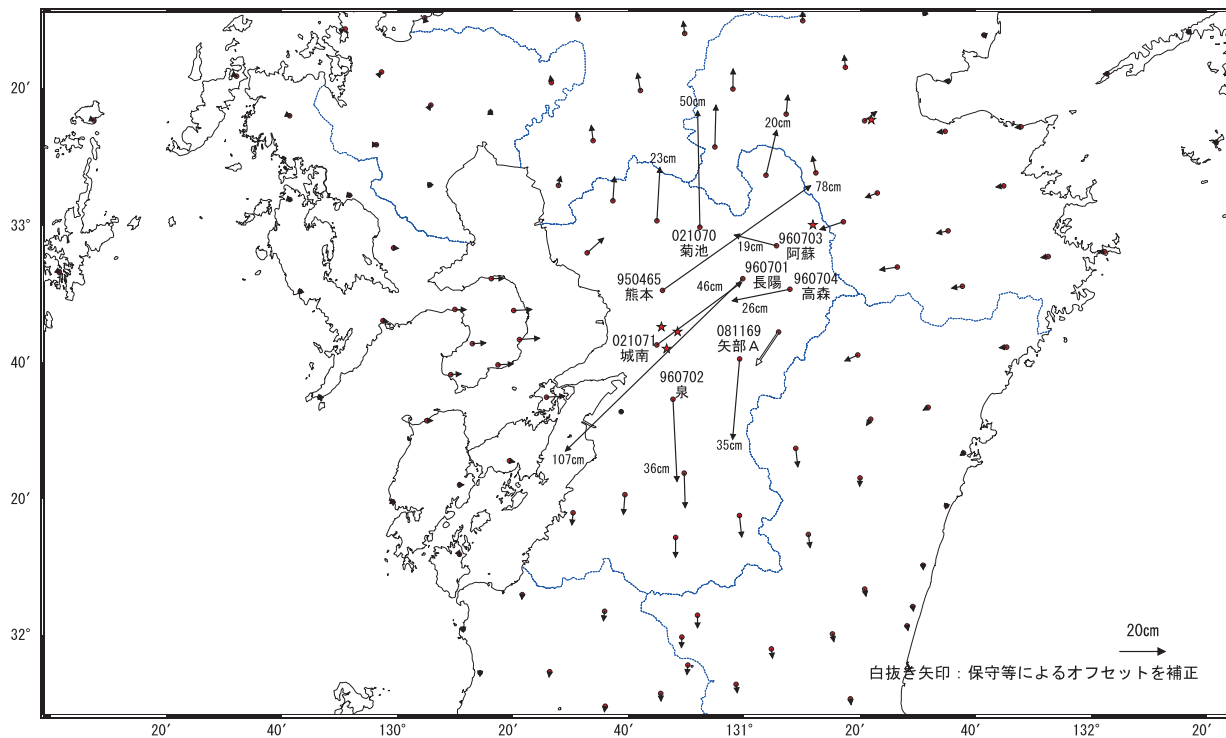 20′
50cm
20cm
23cm
78cm
33°
021070
菊池
19cm
960703
阿蘇
950465
熊本
46cm
960701
長陽
960704
高森
26cm
021071
城南
081169
矢部A
40′
960702
泉
107cm
36cm
35cm
20′
32°
20cm
白抜き矢印：保守等によるオフセットを補正
20′
40′
130°
20′
40′
131°
20′
40′
132°
20′